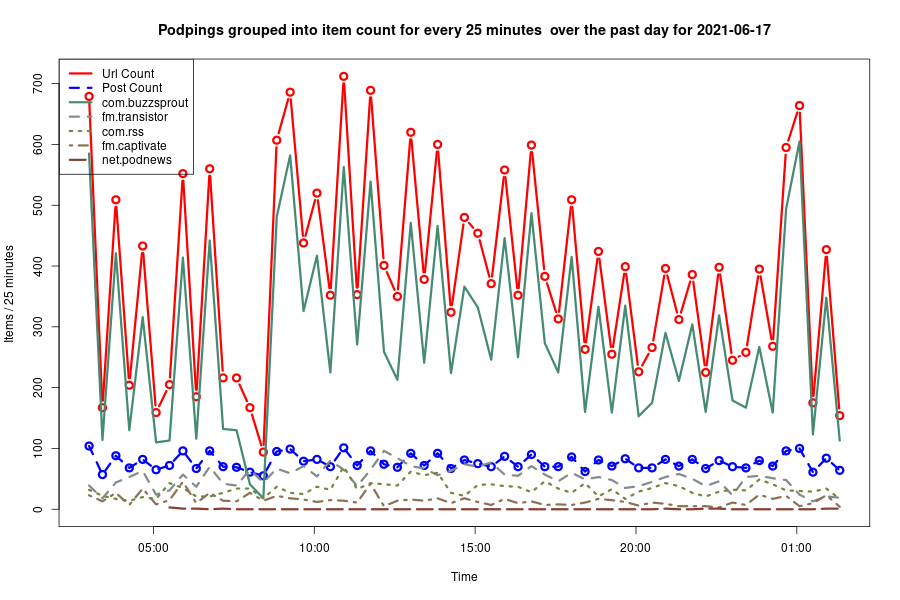 Podpings grouped into item count for every 25 minutes  over the past day for 2021-06-17
Url Count
Post Count
com.buzzsprout
fm.transistor
com.rss
fm.captivate
net.podnews
Items / 25 minutes
700
600
500
400
300
200
100
0
05:00 10:00 15:00 20:00 01:00
Time